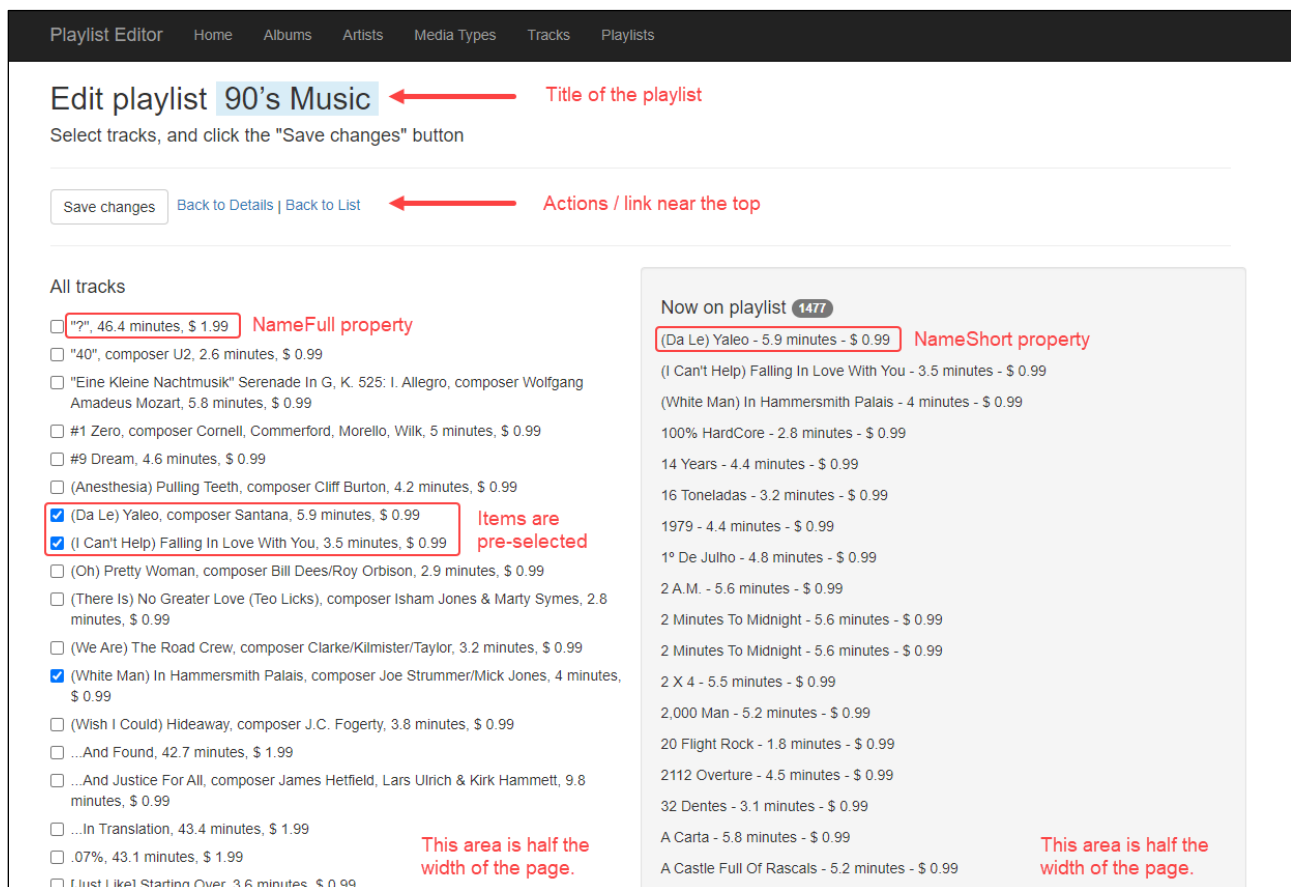 Playlist Editor Home Albums Artists Media Types Tracks Playlists
Edit playlist 90’s Music
Title of the playlist
Select tracks, and click the "Save changes" button
Save changes Back to Details | Back to List
Actions / link near the top
All tracks
"?", 46.4 minutes, $ 1.99
NameFull property
"40", composer U2, 2.6 minutes, $ 0.99
"Eine Kleine Nachtmusik" Serenade In G, K. 525: I. Allegro, composer Wolfgang
Amadeus Mozart, 5.8 minutes, $ 0.99
#1 Zero, composer Cornell, Commerford, Morello, Wilk, 5 minutes, $ 0.99
#9 Dream, 4.6 minutes, $ 0.99
(Anesthesia) Pulling Teeth, composer Cliff Burton, 4.2 minutes, $ 0.99
(Da Le) Yaleo, composer Santana, 5.9 minutes, $ 0.99
(I Can't Help) Falling In Love With You, 3.5 minutes, $ 0.99
Items are
pre-selected
(Oh) Pretty Woman, composer Bill Dees/Roy Orbison, 2.9 minutes, $ 0.99
(There Is) No Greater Love (Teo Licks), composer Isham Jones & Marty Symes, 2.8
minutes, $ 0.99
(We Are) The Road Crew, composer Clarke/Kilmister/Taylor, 3.2 minutes, $ 0.99
(White Man) In Hammersmith Palais, composer Joe Strummer/Mick Jones, 4 minutes,
$ 0.99
(Wish I Could) Hideaway, composer J.C. Fogerty, 3.8 minutes, $ 0.99
...And Found, 42.7 minutes, $ 1.99
...And Justice For All, composer James Hetfield, Lars Ulrich & Kirk Hammett, 9.8
minutes, $ 0.99
...In Translation, 43.4 minutes, $ 1.99
.07%, 43.1 minutes, $ 1.99
[Just Like] Starting Over, 3.6 minutes, $ 0.99
This area is half the
width of the page.
Now on playlist 1477
(Da Le) Yaleo - 5.9 minutes - $ 0.99
NameShort property
(I Can't Help) Falling In Love With You - 3.5 minutes - $ 0.99
(White Man) In Hammersmith Palais - 4 minutes - $ 0.99
100% HardCore - 2.8 minutes - $ 0.99
14 Years - 4.4 minutes - $ 0.99
16 Toneladas - 3.2 minutes - $ 0.99
1979 - 4.4 minutes - $ 0.99
1º De Julho - 4.8 minutes - $ 0.99
2 A.M. - 5.6 minutes - $ 0.99
2 Minutes To Midnight - 5.6 minutes - $ 0.99
2 Minutes To Midnight - 5.6 minutes - $ 0.99
2 X 4 - 5.5 minutes - $ 0.99
2,000 Man - 5.2 minutes - $ 0.99
20 Flight Rock - 1.8 minutes - $ 0.99
2112 Overture - 4.5 minutes - $ 0.99
32 Dentes - 3.1 minutes - $ 0.99
A Carta - 5.8 minutes - $ 0.99
A Castle Full Of Rascals - 5.2 minutes - $ 0.99
This area is half the
width of the page.